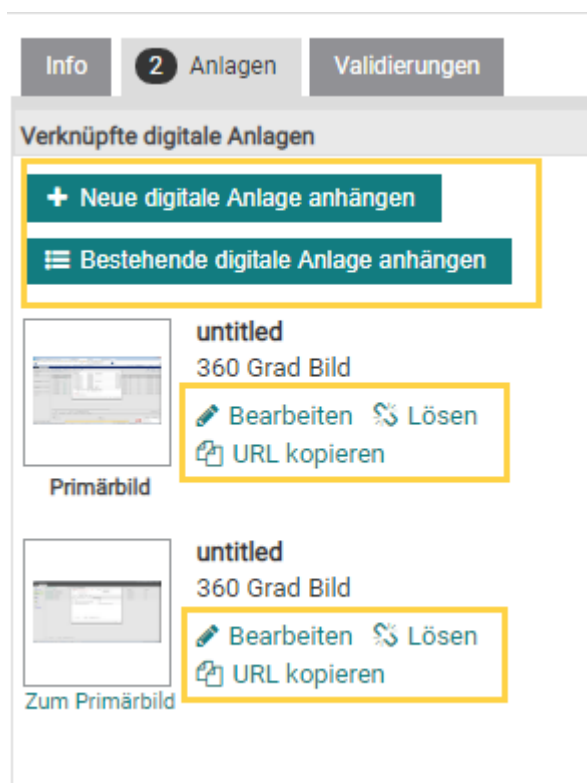 Info 2 Anlagen Validierungen
Verknüpfte digitale Anlagen
Neue digitale Anlage anhängen
Bestehende digitale Anlage anhängen
untitled
360 Grad Bild
Bearbeiten Lösen
URL kopieren
Primärbild
untitled
360 Grad Bild
Bearbeiten Lösen
URL kopieren
Zum Primärbild